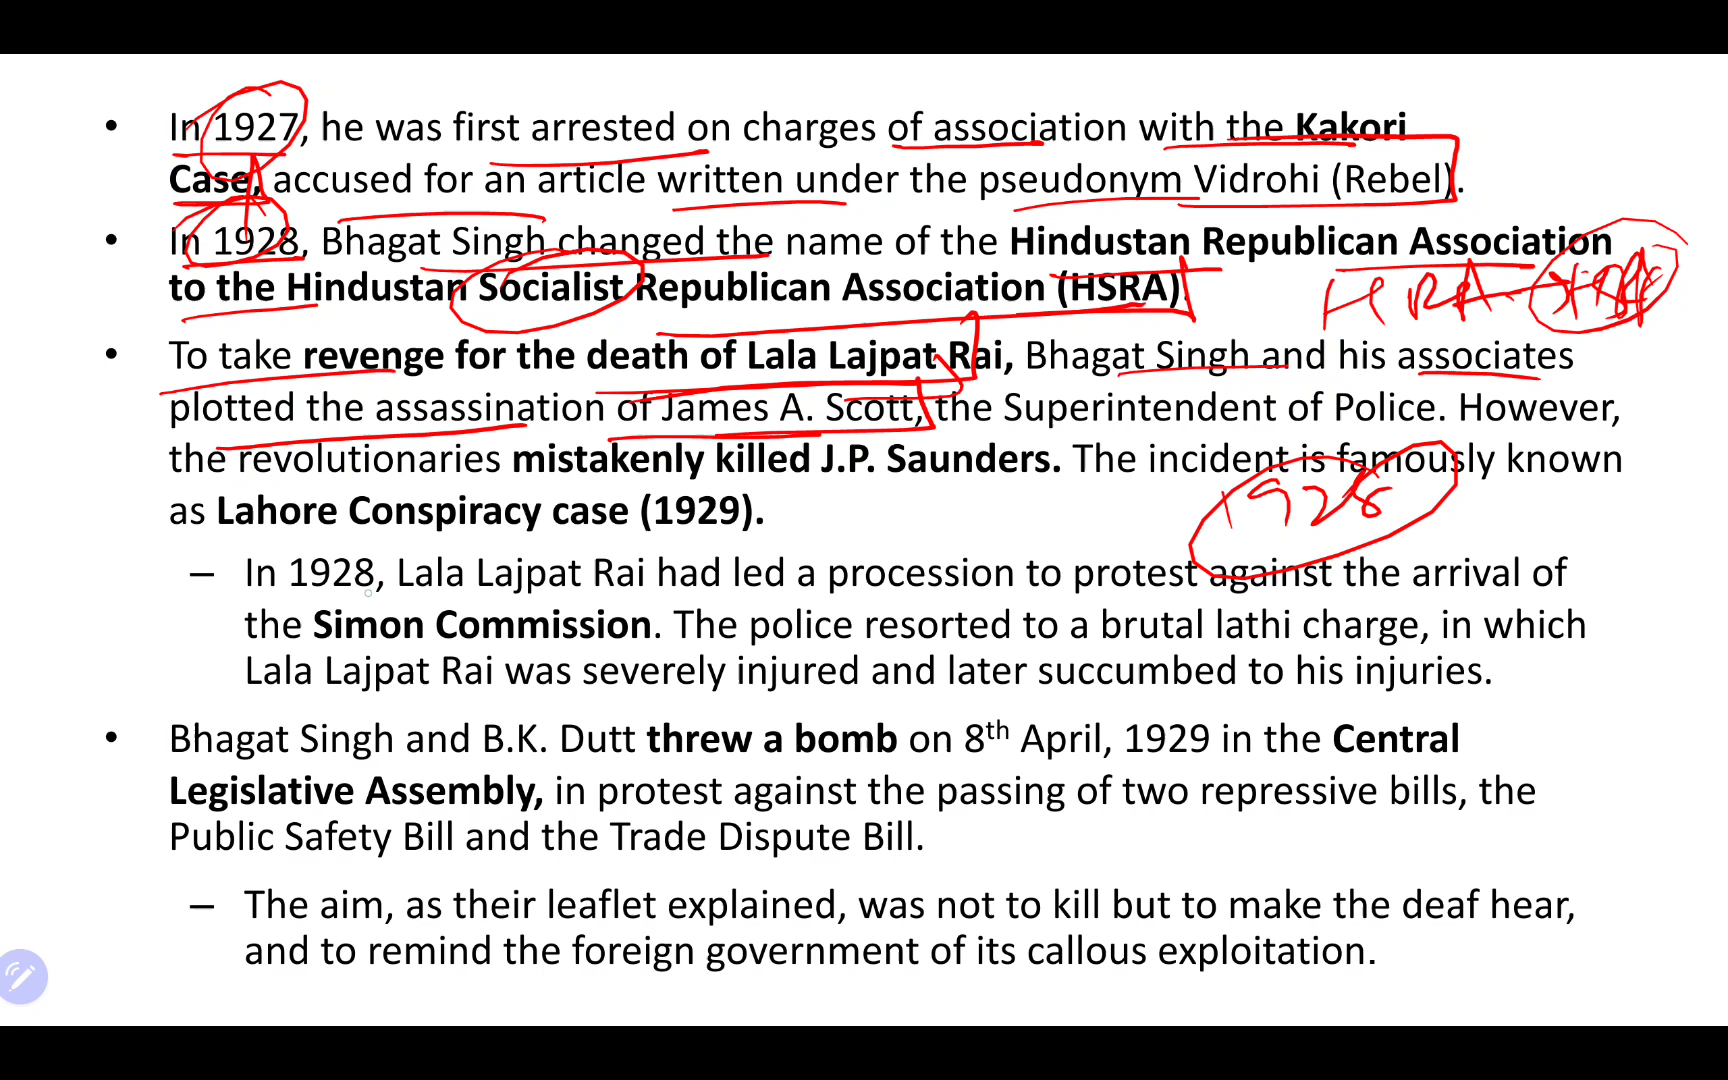 • In 1927, he was first arrested on charges of association with the Kakori
Case, accused for an article written under the pseudonym Vidrohi (Rebel).
• In 1928, Bhagat Singh changed the name of the Hindustan Republican Association
to the Hindustan Socialist Republican Association (HSRA).
HRA
• To take revenge for the death of Lala Lajpat Rai, Bhagat Singh and his associates
plotted the assassination of James A. Scott, the Superintendent of Police. However,
the revolutionaries mistakenly killed J.P. Saunders. The incident is famously known
as Lahore Conspiracy case (1929).
1928
– In 1928, Lala Lajpat Rai had led a procession to protest against the arrival of
the Simon Commission. The police resorted to a brutal lathi charge, in which
Lala Lajpat Rai was severely injured and later succumbed to his injuries.
• Bhagat Singh and B.K. Dutt threw a bomb on 8th April, 1929 in the Central
Legislative Assembly, in protest against the passing of two repressive bills, the
Public Safety Bill and the Trade Dispute Bill.
– The aim, as their leaflet explained, was not to kill but to make the deaf hear,
and to remind the foreign government of its callous exploitation.